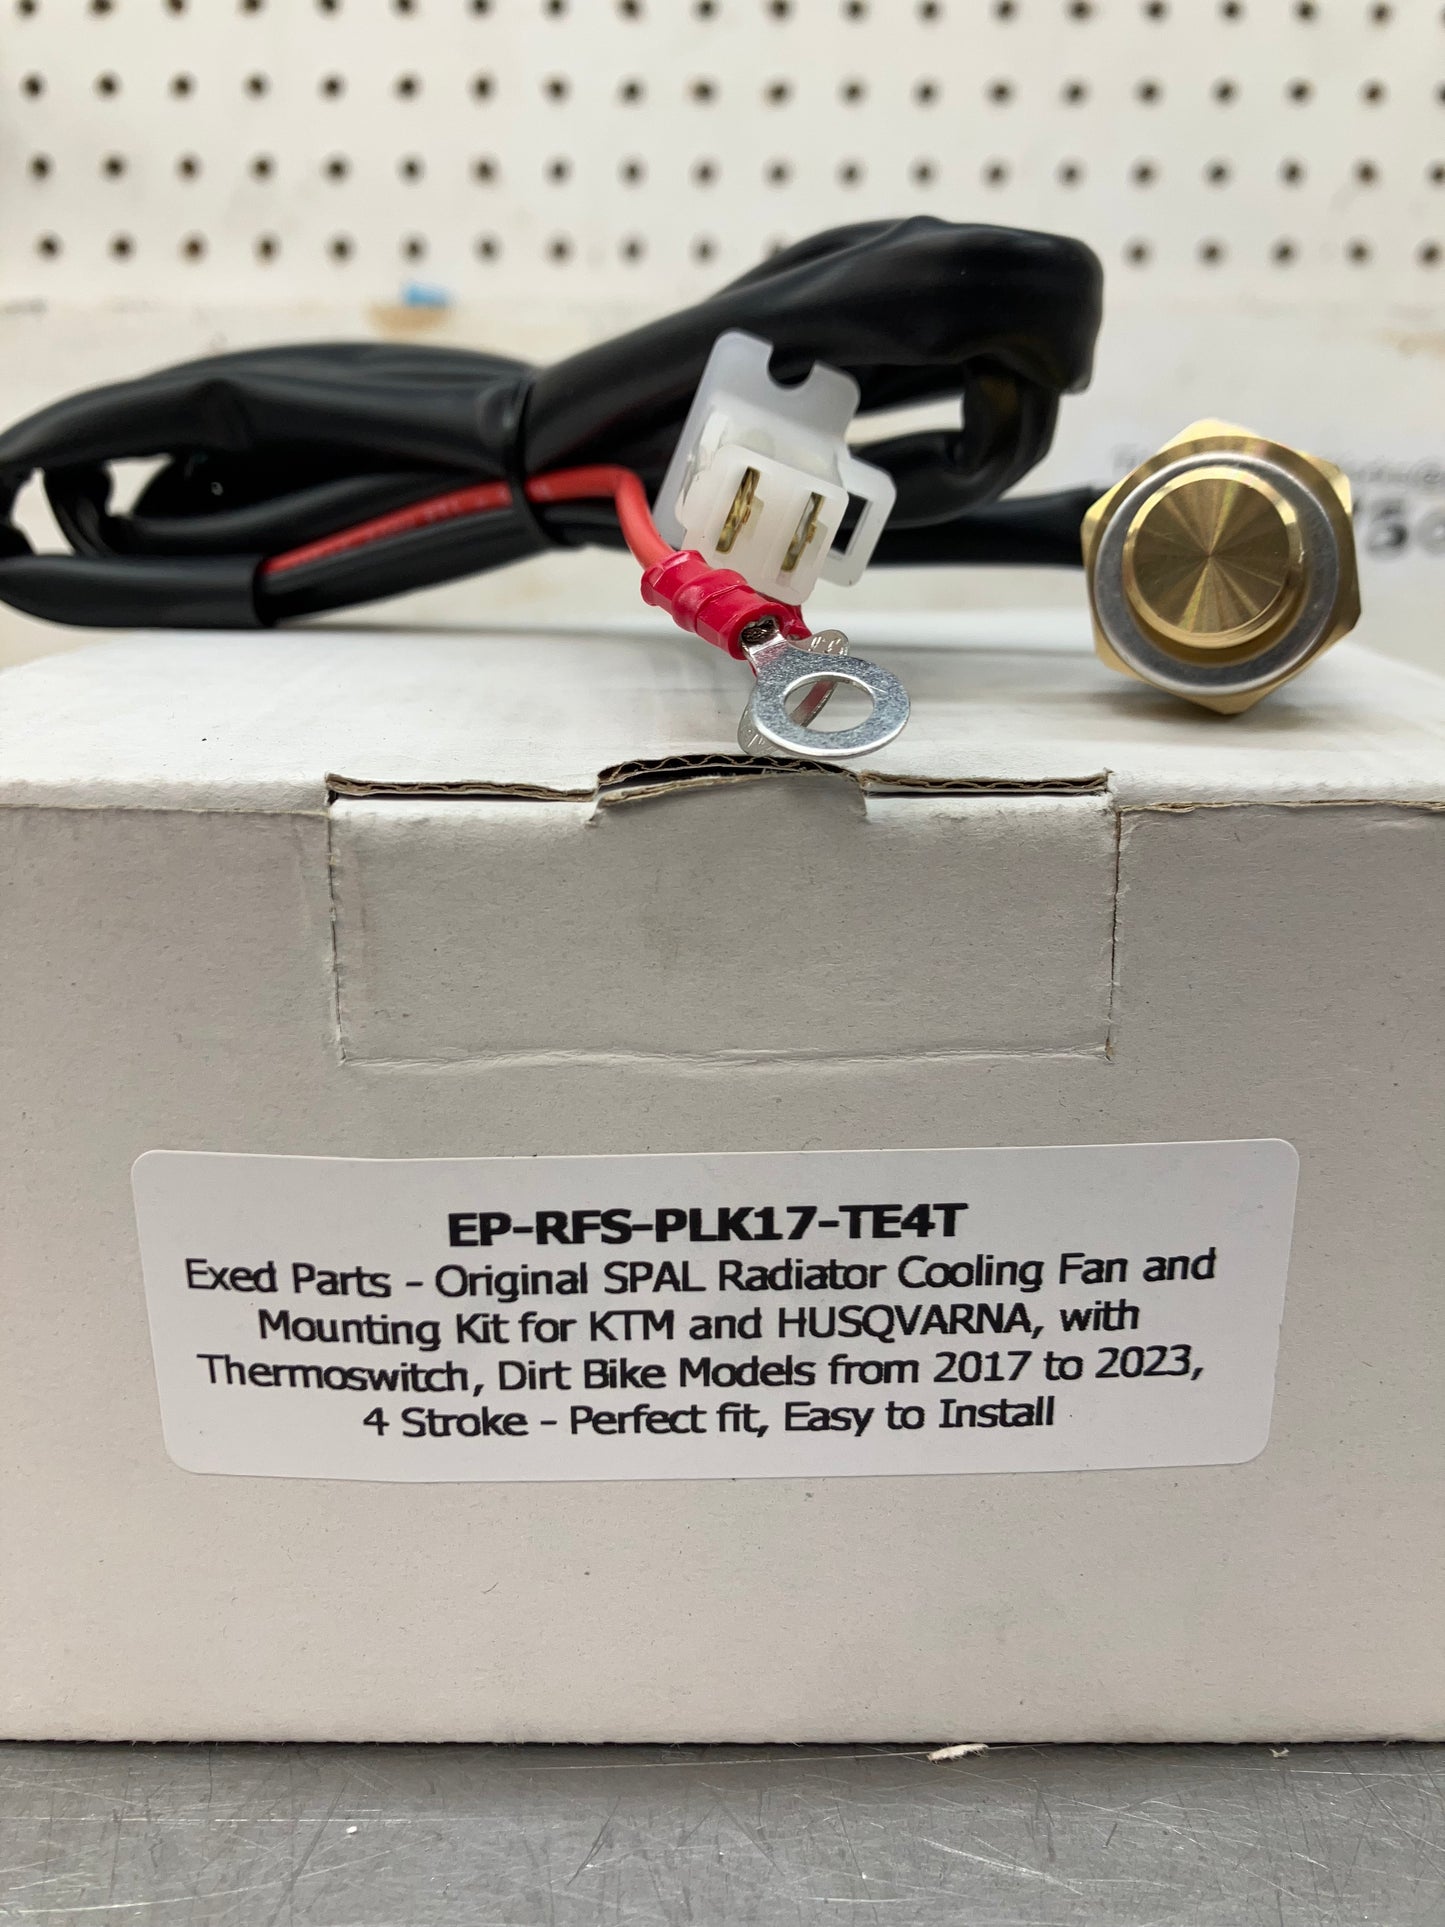 EP-RFS-PLK17-TE4T
Exed Parts - Original SPAL Radiator Cooling Fan and
Mounting Kit for KTM and HUSQVARNA, with
Thermoswitch, Dirt Bike Models from 2017 to 2023,
4 Stroke - Perfect fit, Easy to Install